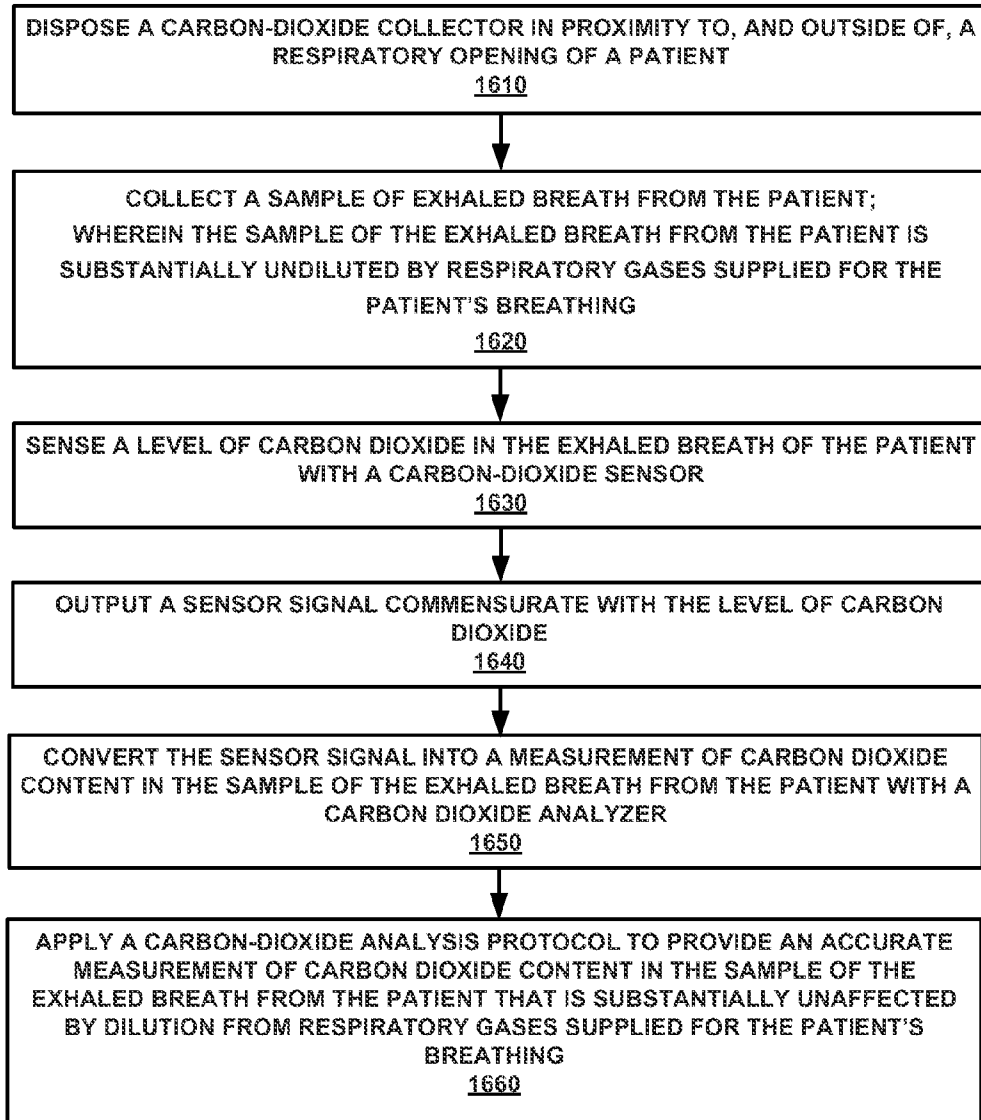 DISPOSE A CARBON-DIOXIDE COLLECTOR IN PROXIMITY TO, AND OUTSIDE OF, A
RESPIRATORY OPENING OF A PATIENT
1610
COLLECT A SAMPLE OF EXHALED BREATH FROM THE PATIENT;
WHEREIN THE SAMPLE OF THE EXHALED BREATH FROM THE PATIENT IS
SUBSTANTIALLY UNDILUTED BY RESPIRATORY GASES SUPPLIED FOR THE
PATIENT'S BREATHING
1620
SENSE A LEVEL OF CARBON DIOXIDE IN THE EXHALED BREATH OF THE PATIENT
WITH A CARBON-DIOXIDE SENSOR
1630
OUTPUT A SENSOR SIGNAL COMMENSURATE WITH THE LEVEL OF CARBON
DIOXIDE
1640
CONVERT THE SENSOR SIGNAL INTO A MEASUREMENT OF CARBON DIOXIDE
CONTENT IN THE SAMPLE OF THE EXHALED BREATH FROM THE PATIENT WITH A
CARBON DIOXIDE ANALYZER
1650
APPLY A CARBON-DIOXIDE ANALYSIS PROTOCOL TO PROVIDE AN ACCURATE
MEASUREMENT OF CARBON DIOXIDE CONTENT IN THE SAMPLE OF THE
EXHALED BREATH FROM THE PATIENT THAT IS SUBSTANTIALLY UNAFFECTED
BY DILUTION FROM RESPIRATORY GASES SUPPLIED FOR THE PATIENT'S
BREATHING
1660